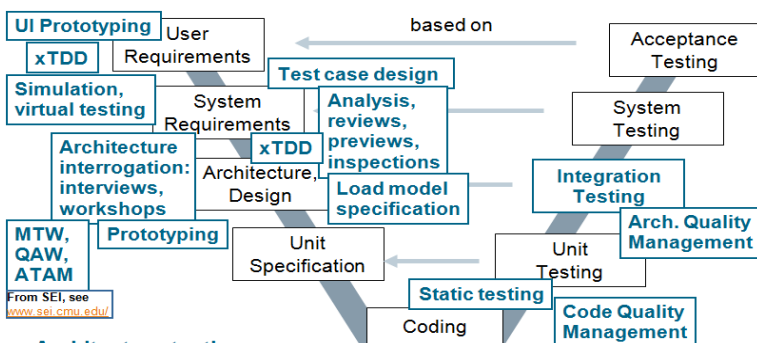 UI Prototyping
User
Requirements
xTDD
based on
Acceptance
Testing
Simulation,
virtual testing
Test case design
System
Requirements
Analysis,
reviews,
previews,
inspections
System
Testing
xTDD
Architecture
interrogation:
interviews,
workshops
Architecture,
Design
Load model
specification
Integration
Testing
MTW,
QAW,
ATAM
Prototyping
Arch. Quality
Management
Unit
Specification
Unit
Testing
From SEI, see
www.sei.cmu.edu/
Static testing
Coding
Code Quality
Management